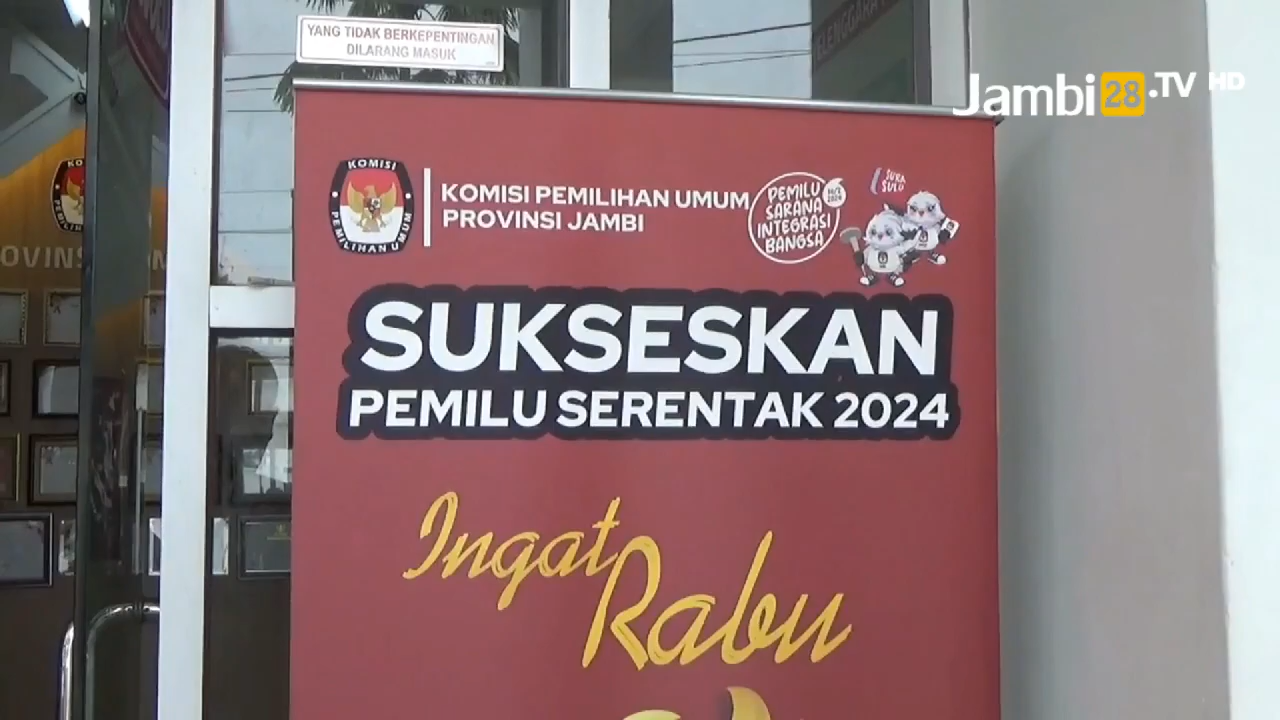 YANG TIDAK BERKEPENTINGAN
DILARANG MASUK
Jambi28.TV HD
KOMISI
PEMILIHAN UMUM
KOMISI PEMILIHAN UMUM
PROVINSI JAMBI
PEMILU
SARANA
INTEGRASI
BANGSA
SURA
SULU
SUKSESKAN
PEMILU SERENTAK 2024
Ingat
Rabu